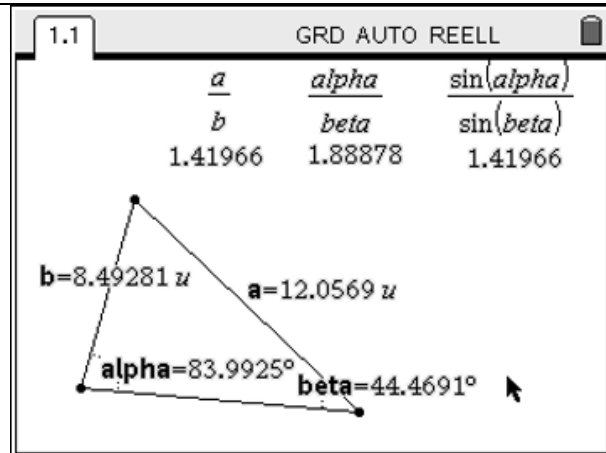 1.1 GRD AUTO REELL
a/b alpha/beta sin(alpha)/sin(beta)
1.41966 1.88878 1.41966
b=8.49281 u
a=12.0569 u
alpha=83.9925°
beta=44.4691°